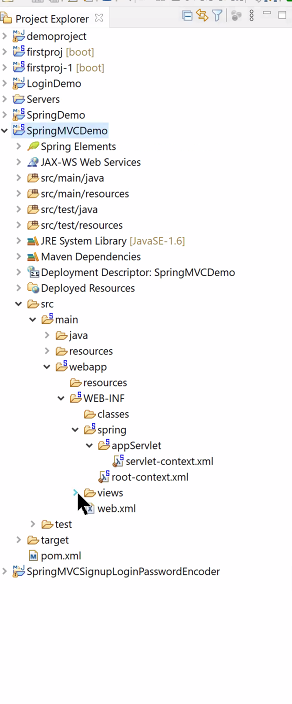 Project Explorer
demoproject
firstproj [boot]
firstproj-1 [boot]
LoginDemo
Servers
SpringDemo
SpringMVCDemo
Spring Elements
JAX-WS Web Services
src/main/java
src/main/resources
src/test/java
src/test/resources
JRE System Library [JavaSE-1.6]
Maven Dependencies
Deployment Descriptor: SpringMVCDemo
Deployed Resources
src
main
java
resources
webapp
resources
WEB-INF
classes
spring
appServlet
servlet-context.xml
root-context.xml
views
web.xml
test
target
pom.xml
SpringMVCSignupLoginPasswordEncoder